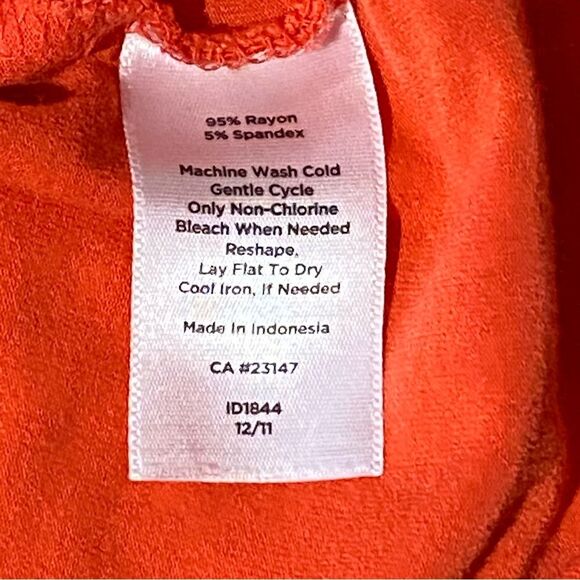 95% Rayon
5% Spandex
Machine Wash Cold
Gentle Cycle
Only Non-Chlorine
Bleach When Needed
Reshape,
Lay Flat To Dry
Cool Iron, If Needed
Made In Indonesia
CA #23147
ID1844
12/11